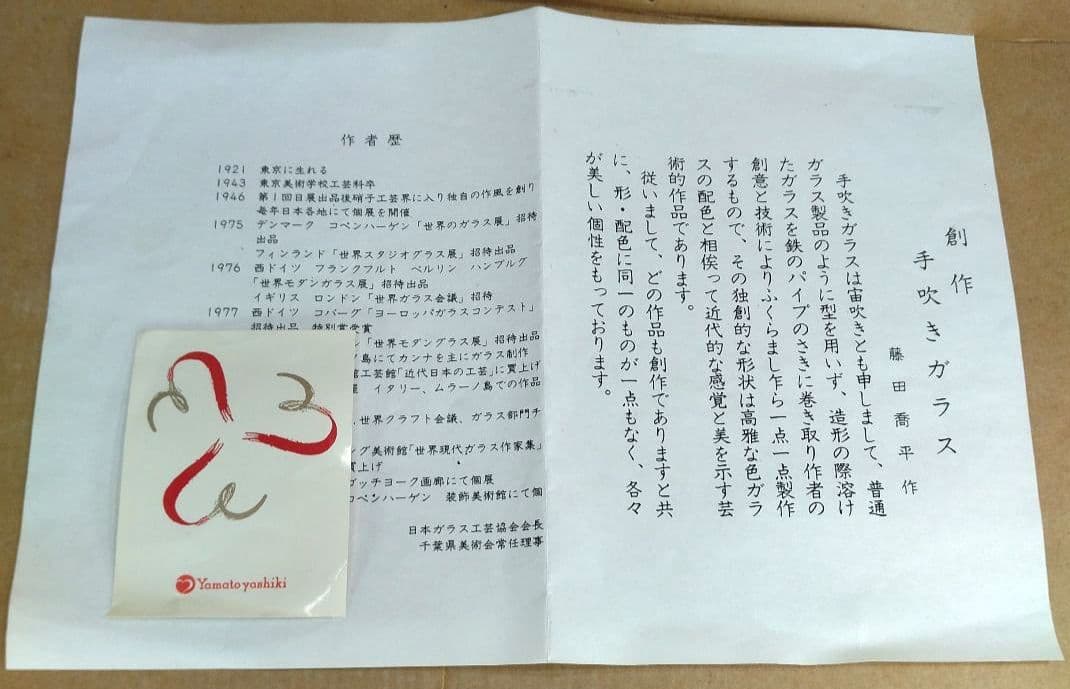 創作
手吹きガラス
藤田喬平作
手吹きガラスは宙吹きとも申しまして、普通
ガラス製品のように型を用いず、造形の際溶け
たガラスを鉄のパイプのさきに巻き取り作者の
創意と技術によりふくらまし乍ら一点一点製作
するもので、その独創的な形状は高雅な色ガラ
スの配色と相俟って近代的な感覚と美を示す芸
術的作品であります。
従いまして、どの作品も創作でありますと共
に、形・配色に同一のものが一点もなく、各々
が美しい個性をもっております。
作者歴
1921 東京に生れる
1943 東京美術学校工芸科卒
1946 第1回日展出品後硝子工芸界に入り独自の作風を創り
毎年日本各地にて個展を開催
1975 デンマーク コペンハーゲン「世界のガラス展」招待
出品
フィンランド「世界スタジオグラス展」招待出品
1976 西ドイツ フランクフルト ベルリン ハンブルグ
「世界モダンガラス展」招待出品
イギリス ロンドン「世界ガラス会議」招待
1977 西ドイツ コバーグ「ヨーロッパガラスコンテスト」
招待出品 特別賞受賞
「世界モダングラス展」招待出品
島にてカンナを主にガラス制作
工芸館「近代日本の工芸」に買上げ
イタリー、ムラーノ島での作品
世界クラフト会議、ガラス部門チ
グ美術館「世界現代ガラス作家集」
買上げ
ガッチヨーク画廊にて個展
コペンハーゲン 装飾美術館にて個
日本ガラス工芸協会会長
千葉県美術会常任理事
Yamatoyashiki